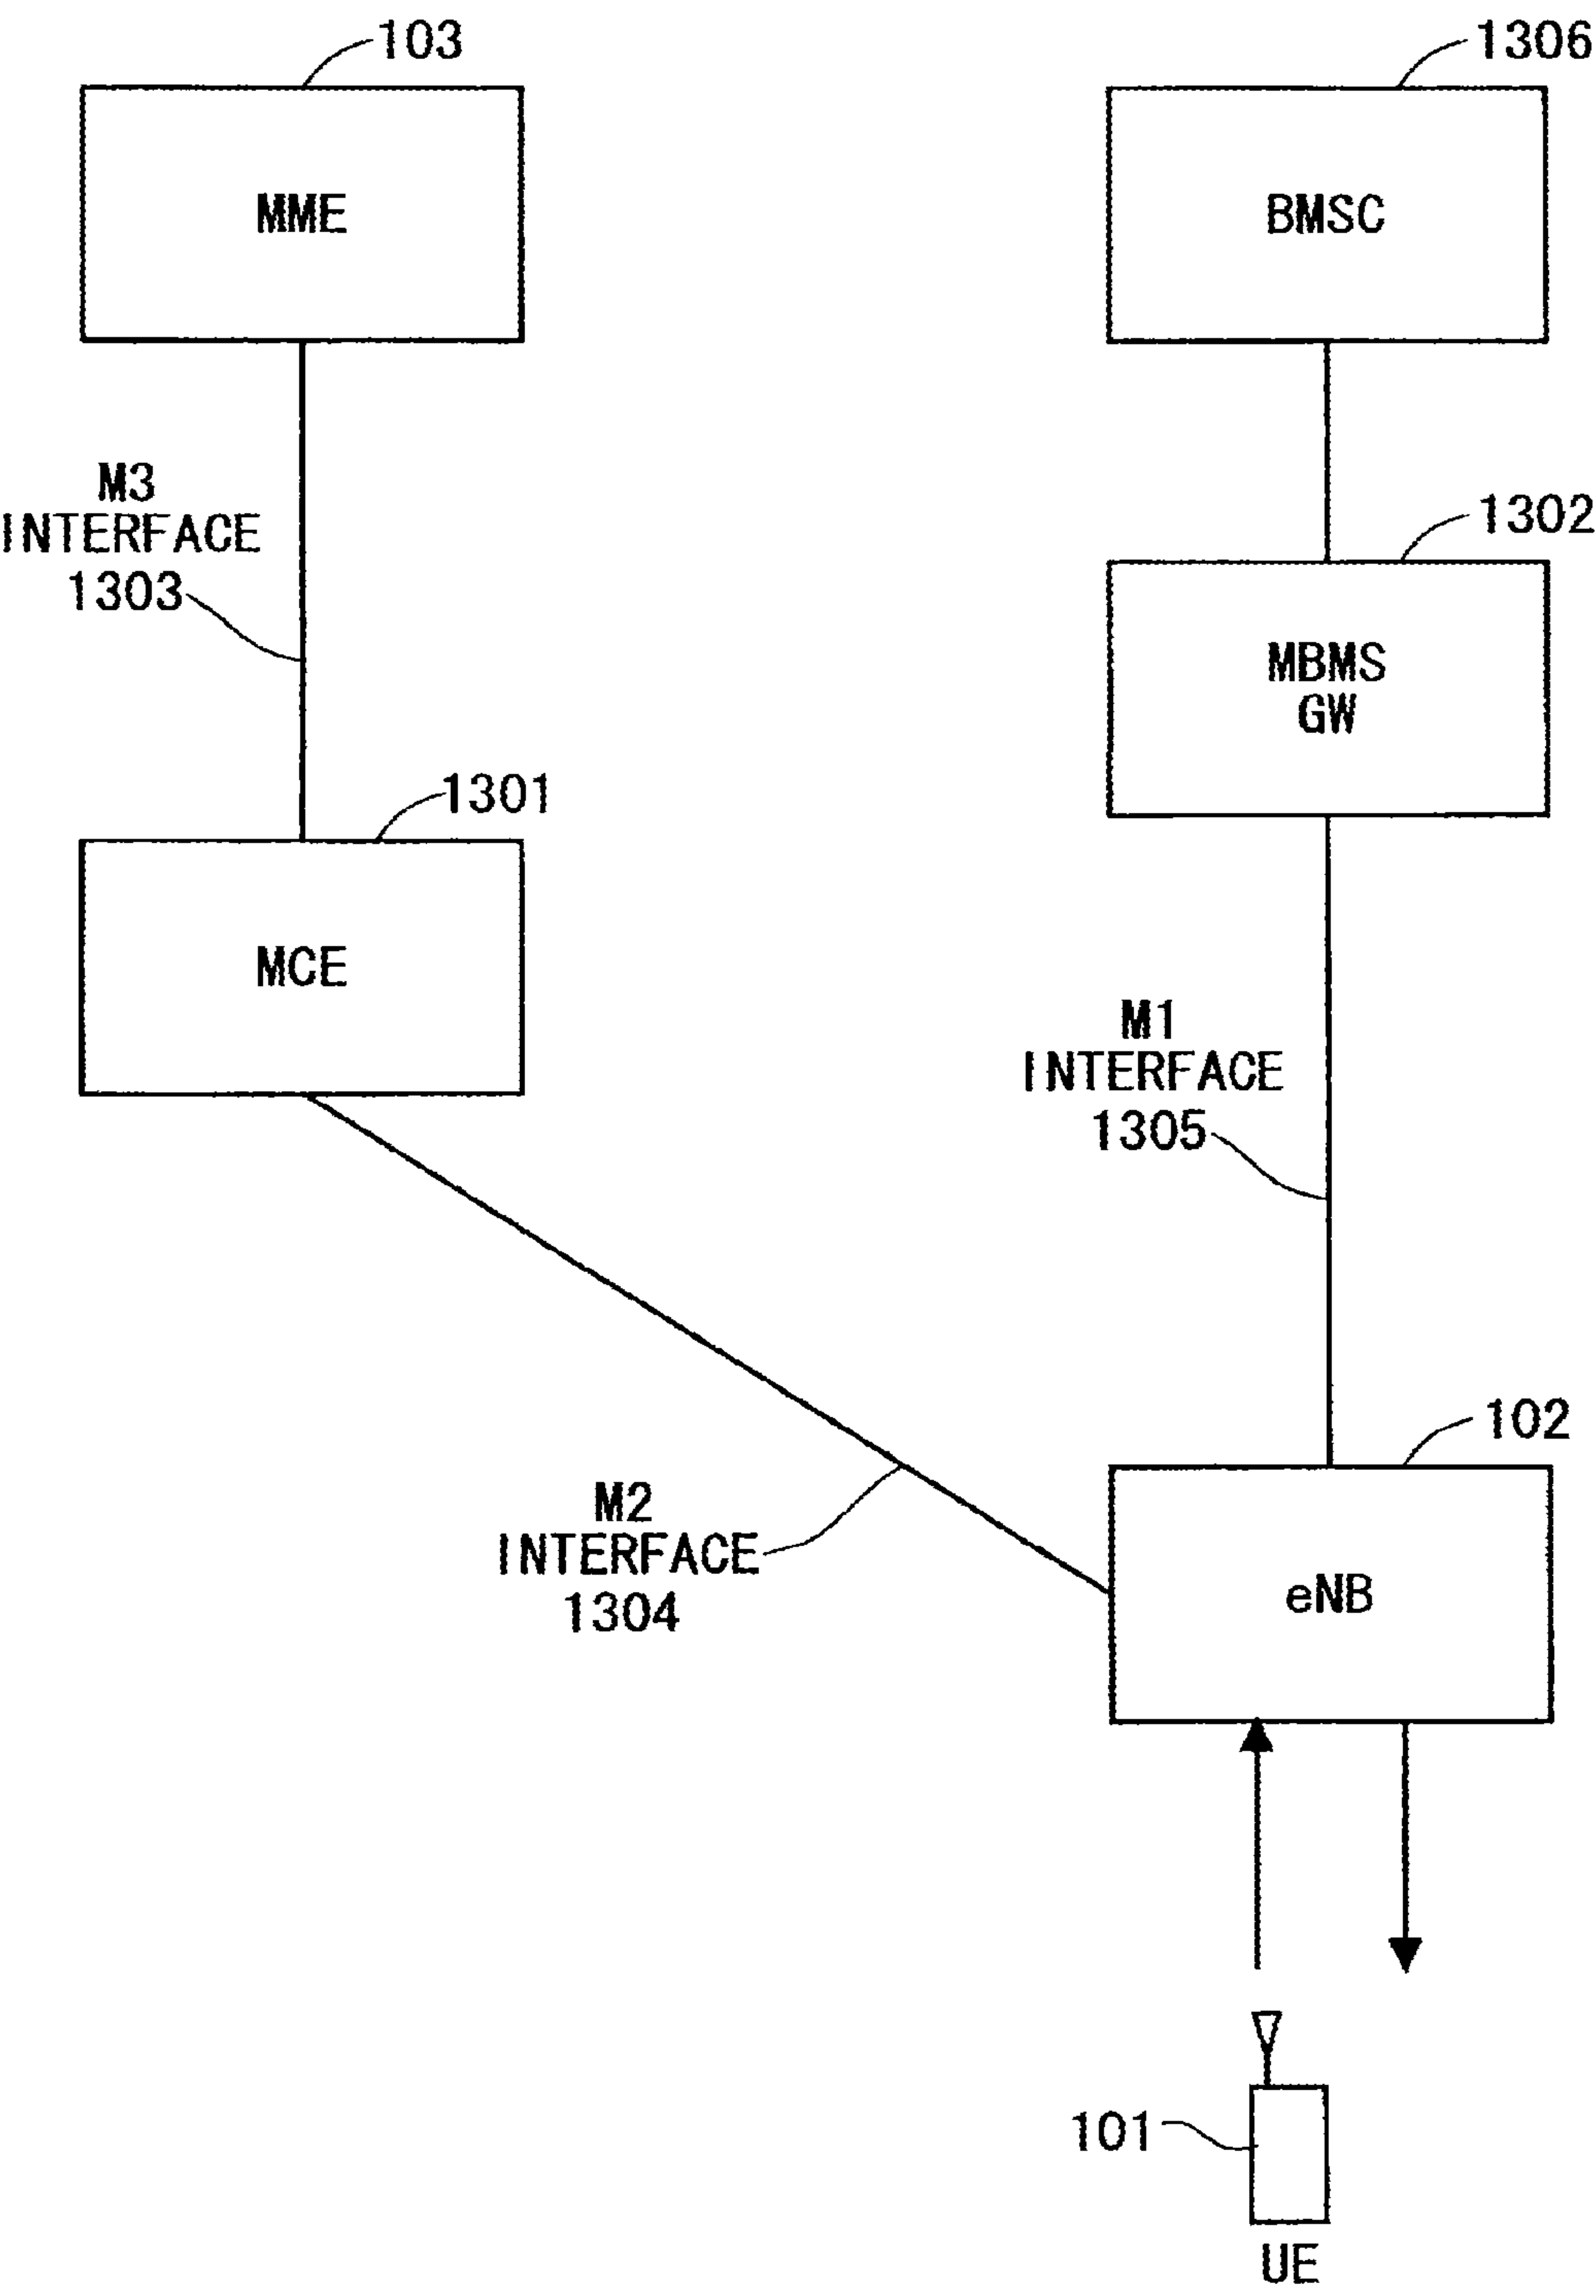 103
1306
MME
BMSC
M3
INTERFACE
1303
1302
MBMS
GW
1301
MCE
M1
INTERFACE
1305
102
M2
INTERFACE
1304
eNB
101
UE